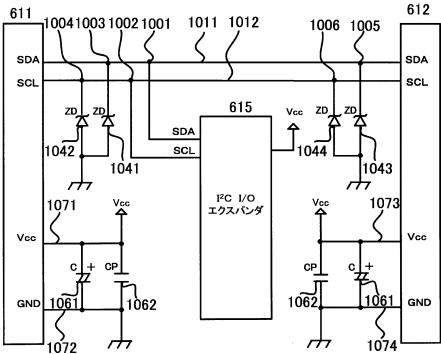 611
1004 1003 1002 1001 1011 1012 1006 1005
612
SDA
SDA
SCL
SCL
615
ZD ZD
ZD ZD
Vcc
SDA
SCL
1042
1041
1044
1043
I²C I/O
エクスパンダ
1071
Vcc
Vcc
1073
Vcc
Vcc
C + CP
CP C +
GND
1061
1062
1062
1061
GND
1072
1074